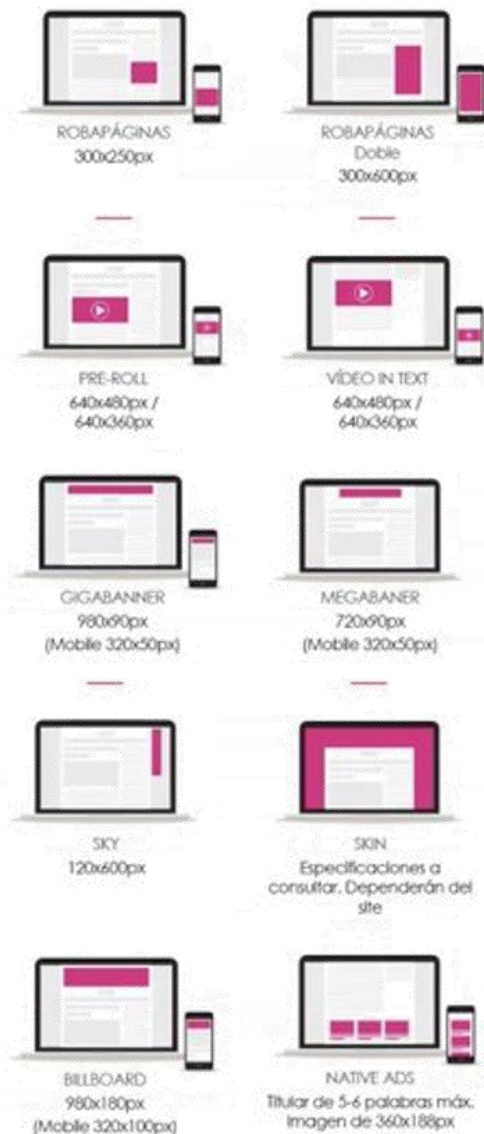 ROBAPÁGINAS
300x250px
ROBAPÁGINAS
Doble
300x600px
PRE-ROLL
640x480px /
640x360px
VÍDEO IN TEXT
640x480px /
640x360px
GIGABANNER
980x90px
(Mobile 320x50px)
MEGABANER
720x90px
(Mobile 320x50px)
SKY
120x600px
SKIN
Especificaciones a
consultar. Dependerán del
site
BILLBOARD
980x180px
(Mobile 320x100px)
NATIVE ADS
Titular de 5-6 palabras máx.
Imagen de 360x188px